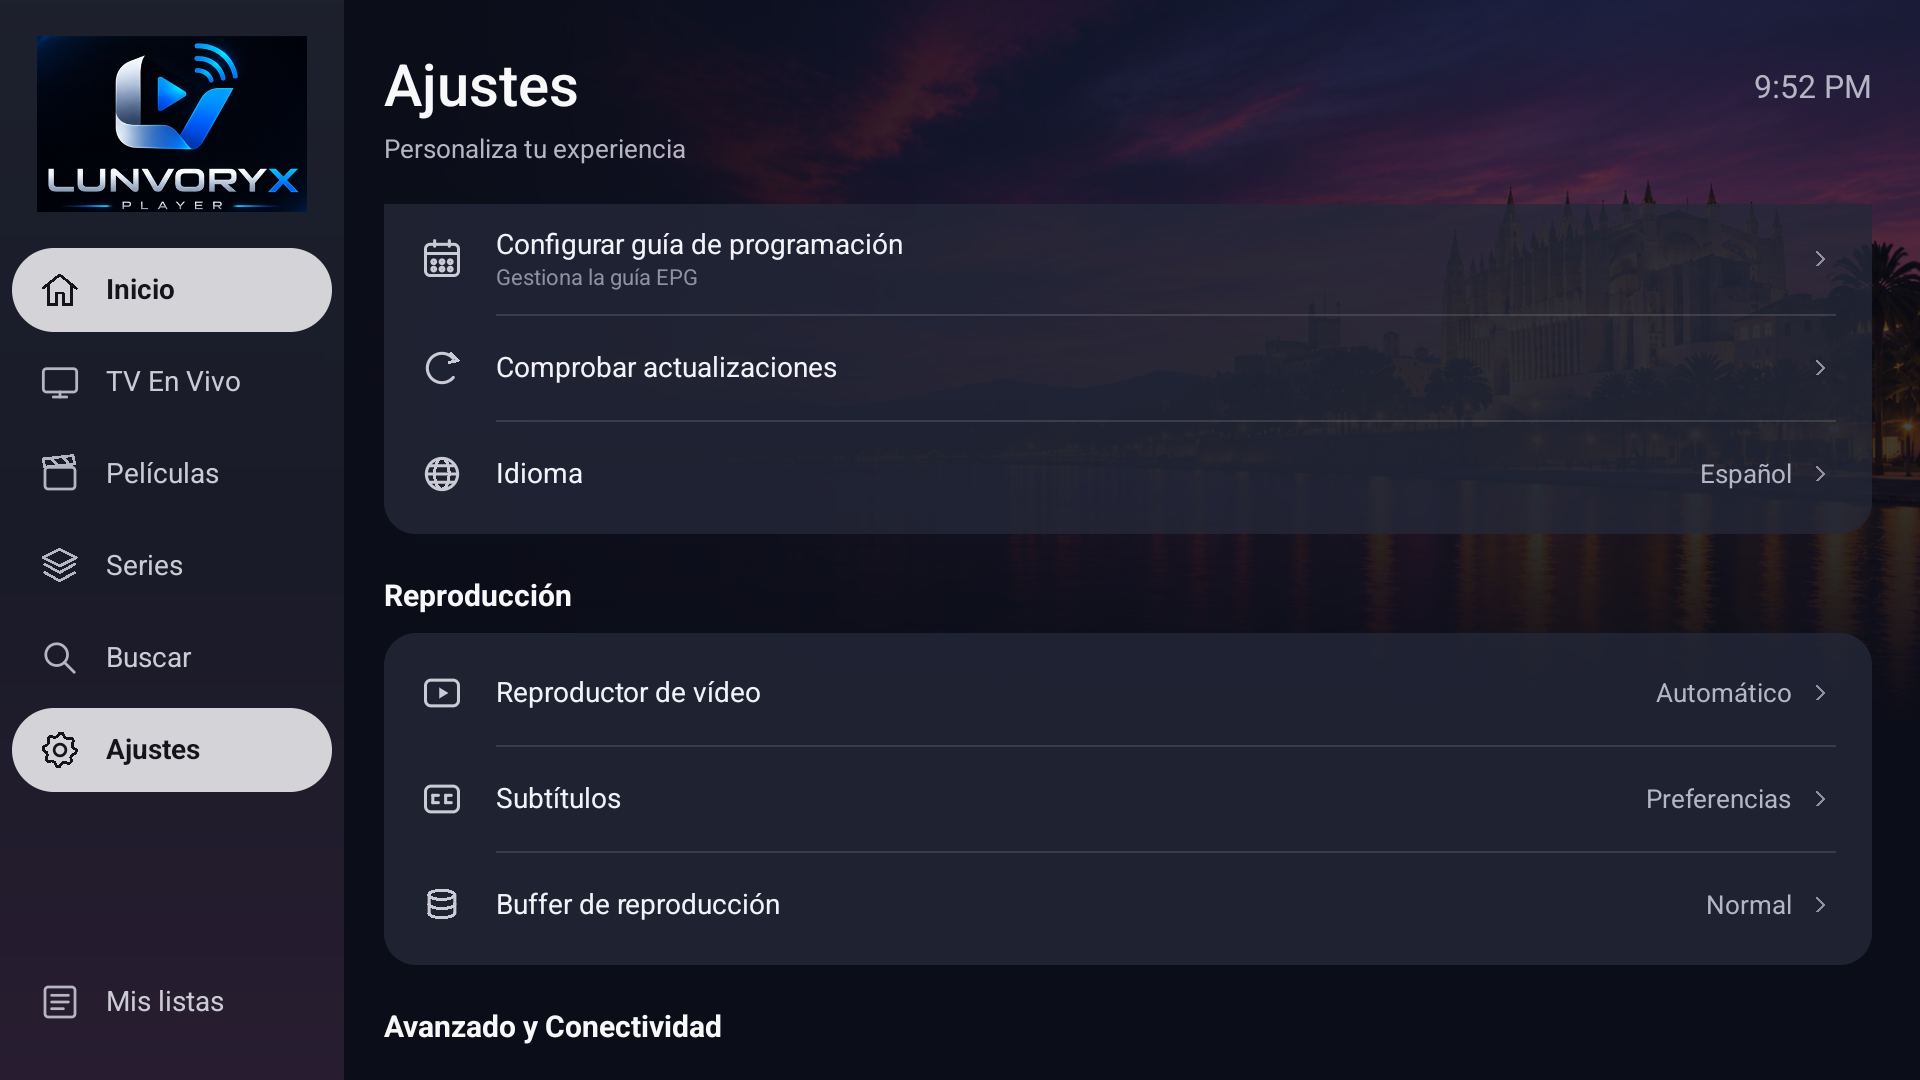 LUNVORYX
PLAYER
Inicio
TV En Vivo
Películas
Series
Buscar
Ajustes
Mis listas
Ajustes
9:52 PM
Personaliza tu experiencia
Configurar guía de programación
Gestiona la guía EPG
Comprobar actualizaciones
Idioma Español
Reproducción
Reproductor de vídeo Automático
CC Subtítulos Preferencias
Buffer de reproducción Normal
Avanzado y Conectividad